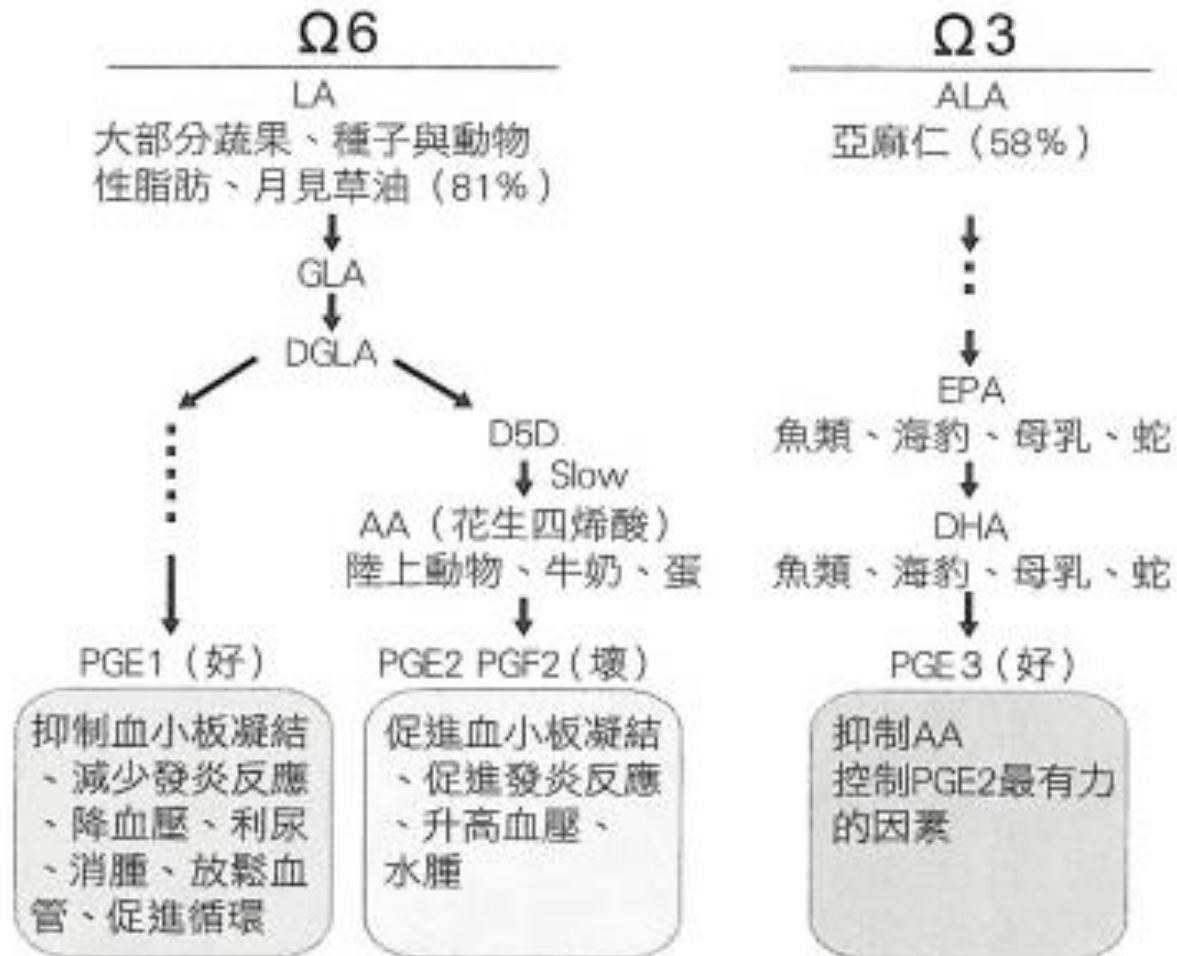 Ω6
LA
大部分蔬果、種子與動物
性脂肪、月見草油（81%）
GLA
DGLA
D5D
Slow
AA（花生四烯酸）
陸上動物、牛奶、蛋
PGE1（好）
抑制血小板凝結
、減少發炎反應
、降血壓、利尿
、消腫、放鬆血
管、促進循環
PGE2 PGF2（壞）
促進血小板凝結
、促進發炎反應
、升高血壓、
水腫
Ω3
ALA
亞麻仁（58%）
EPA
魚類、海豹、母乳、蛇
DHA
魚類、海豹、母乳、蛇
PGE3（好）
抑制AA
控制PGE2最有力
的因素